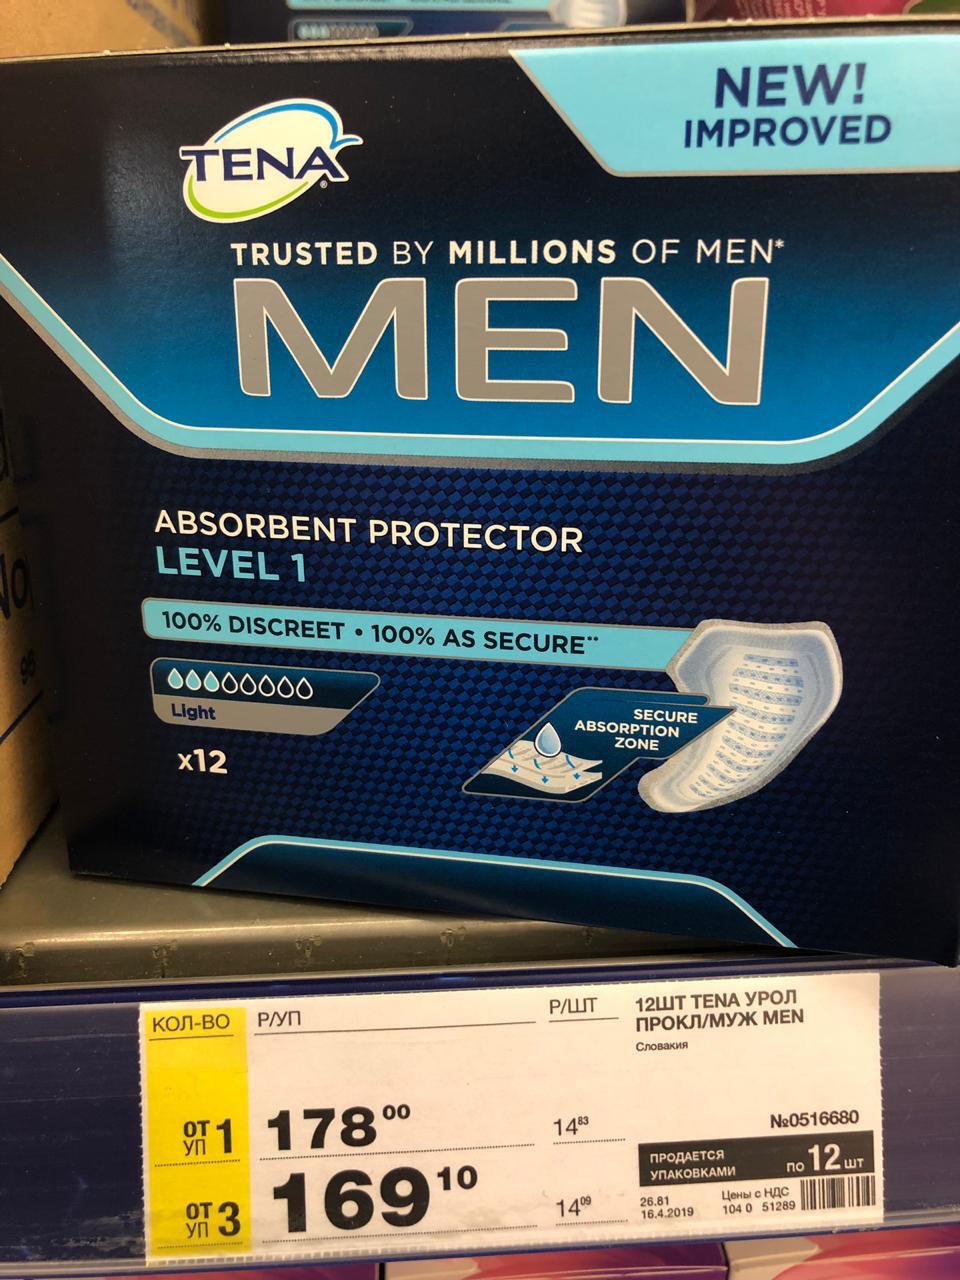 NEW!
IMPROVED
TENA®
TRUSTED BY MILLIONS OF MEN*
MEN
ABSORBENT PROTECTOR
LEVEL 1
100% DISCREET • 100% AS SECURE**
Light
x12
SECURE
ABSORPTION
ZONE
КОЛ-ВО Р/УП Р/ШТ
12ШТ TENA УРОЛ
ПРОКЛ/МУЖ MEN
Словакия
ОТ 1 УП 178 00 14 83
№0516680
ПРОДАЕТСЯ
УПАКОВКАМИ
по 12 шт
ОТ 3 УП 169 10 14 09
26.81
16.4.2019
Цены с НДС
104 0 51289